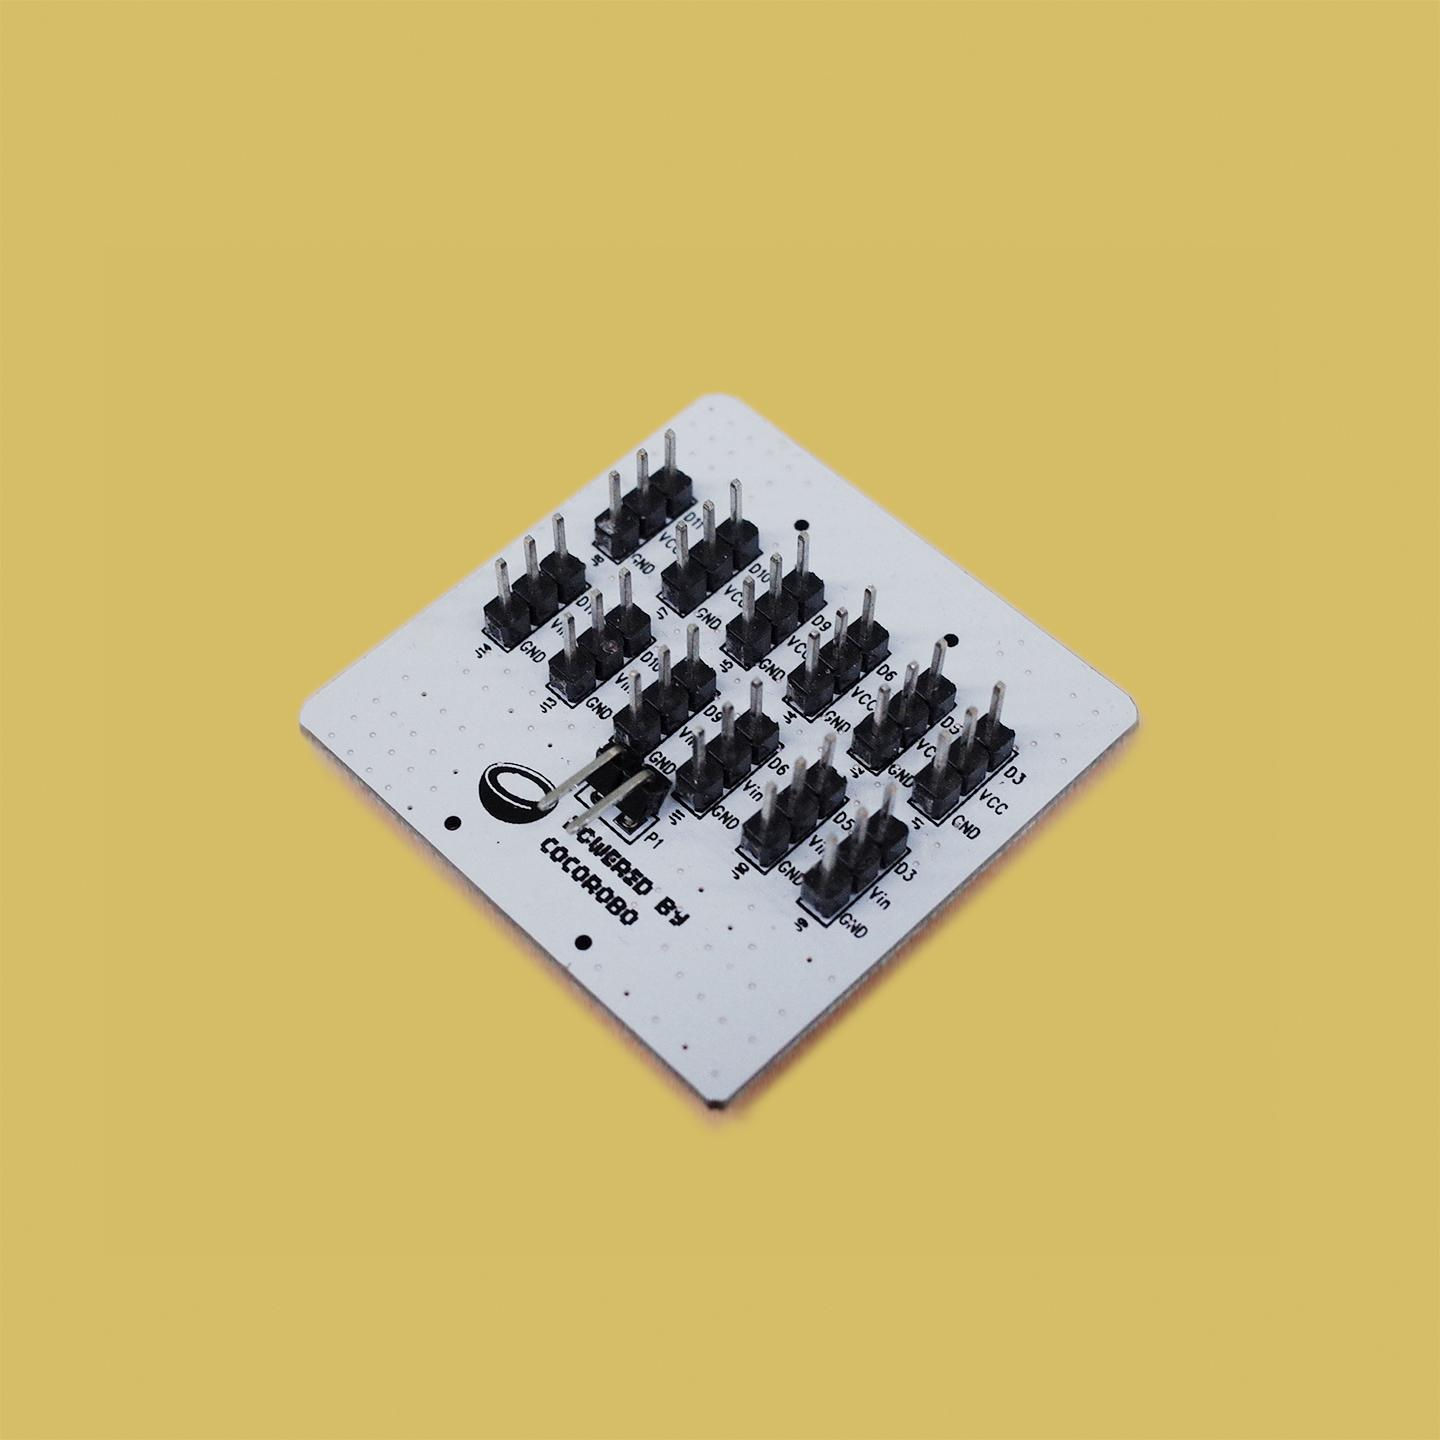 D11
VCC
GND
D10
VCC
GND
D9
VCC
GND
D6
VCC
GND
D5
VCC
GND
D3
VCC
GND
D11
Vin
GND
D10
Vin
GND
D9
Vin
GND
D6
Vin
GND
D5
Vin
GND
D3
Vin
GND
P1
POWERED BY
COCOROBO